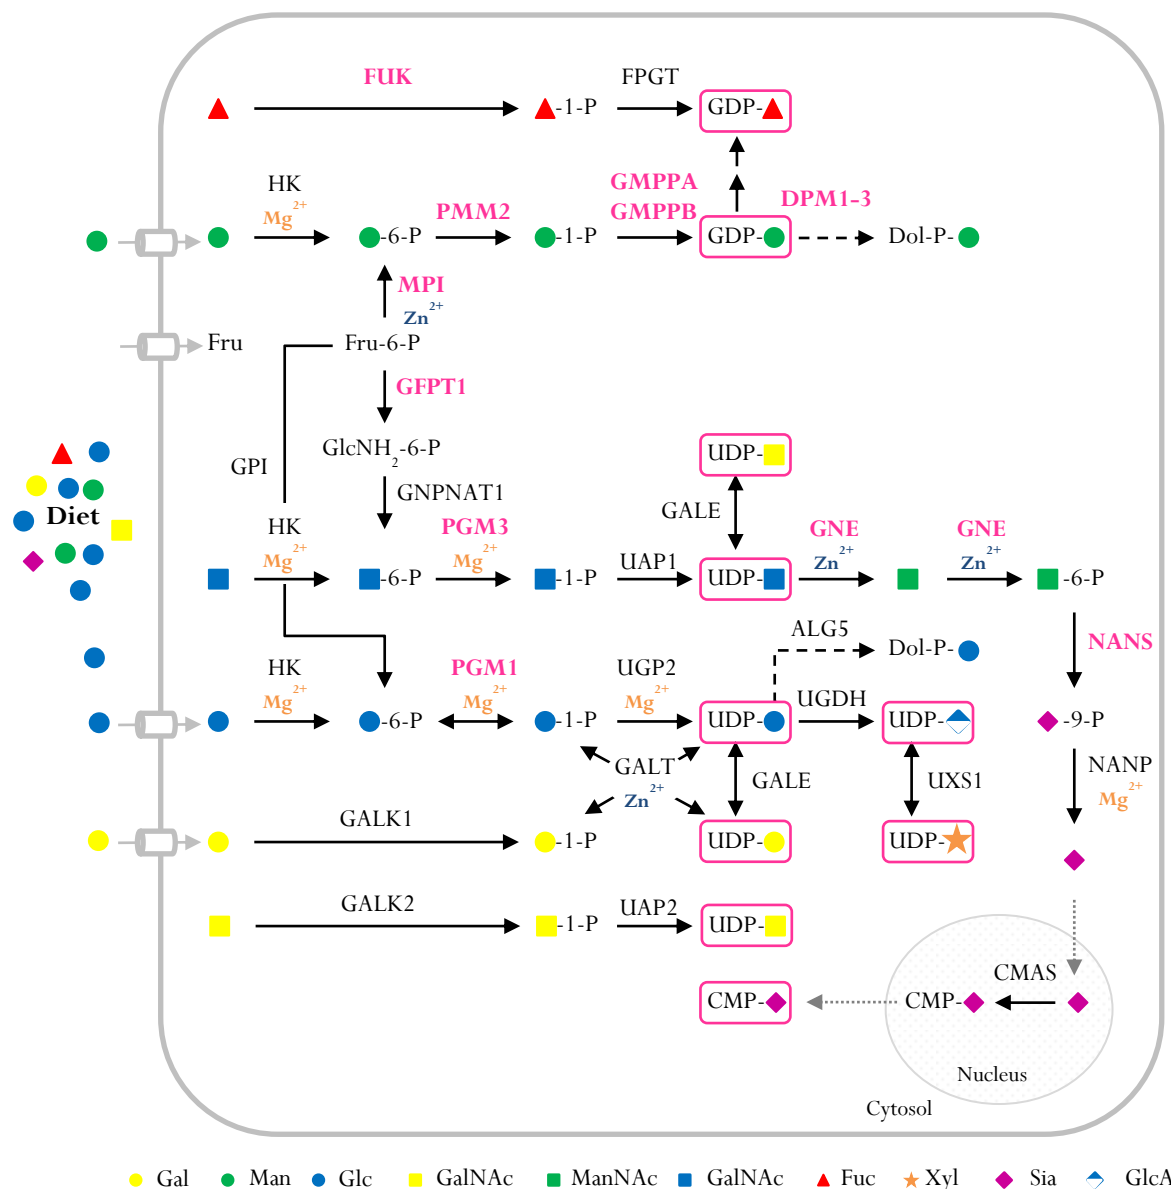 FUK
FPGT
-1-P
GDP-
HK
Mg2+
PMM2
GMPPA
GMPPB
DPM1-3
-6-P
-1-P
GDP-
Dol-P-
MPI
Zn2+
Fru
Fru-6-P
GFPT1
GlcNH2-6-P
UDP-
GPI
GNPNAT1
GALE
Diet
HK
Mg2+
PGM3
Mg2+
UAP1
GNE
Zn2+
GNE
Zn2+
-6-P
-1-P
UDP-
-6-P
ALG5
Dol-P-
NANS
HK
Mg2+
PGM1
Mg2+
UGP2
Mg2+
UGDH
-6-P
-1-P
UDP-
UDP-
-9-P
GALT
Zn2+
GALE
UXS1
NANP
Mg2+
GALK1
-1-P
UDP-
UDP-
GALK2
UAP2
-1-P
UDP-
CMAS
CMP-
CMP-
Nucleus
Cytosol
Gal Man Glc GalNAc ManNAc GalNAc Fuc Xyl Sia GlcA